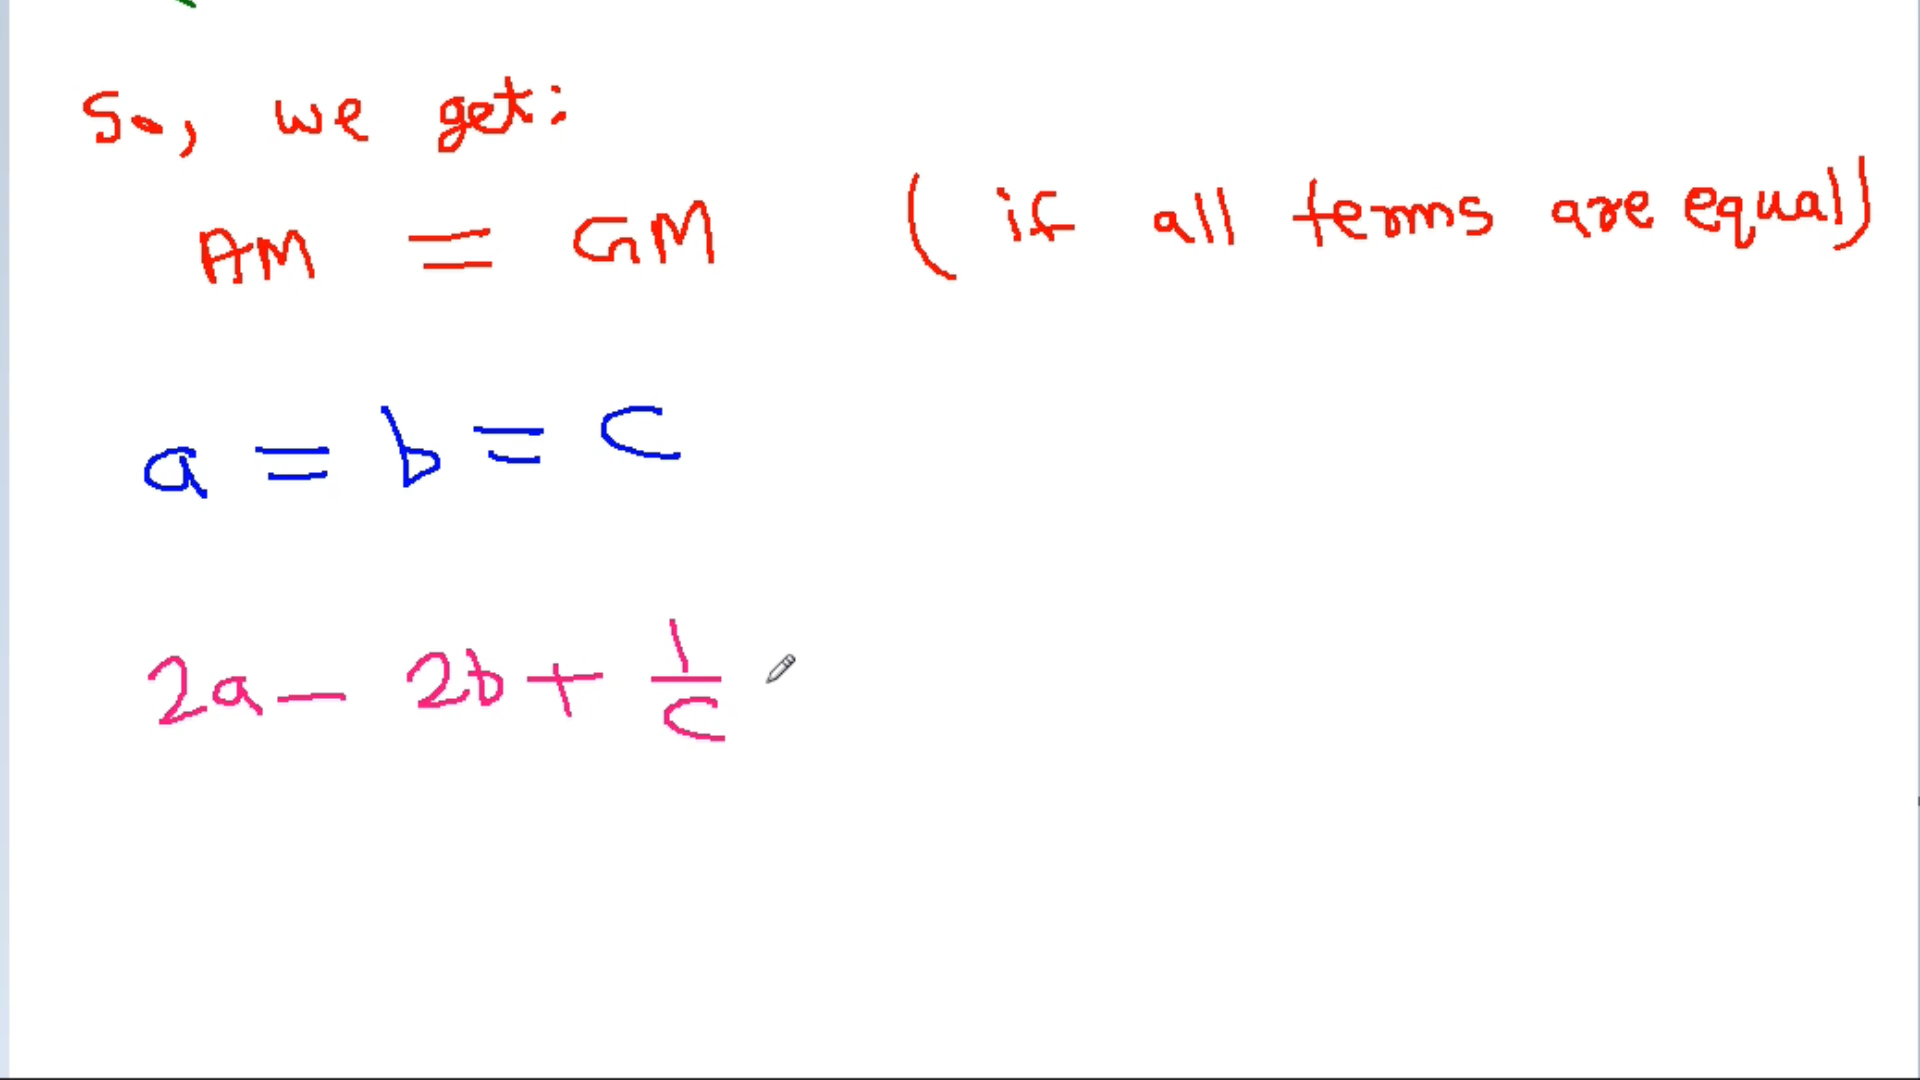 So, we get:
AM = GM (if all terms are equal)
a = b = c
2a - 2b + 1/c